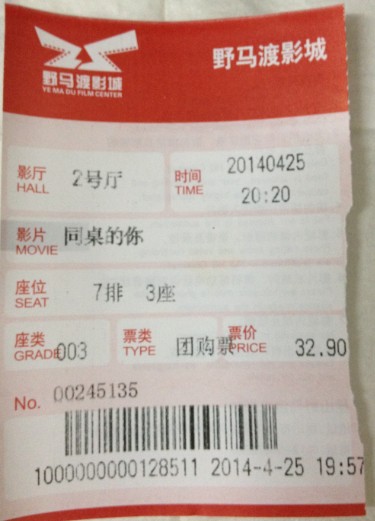 野马渡影城
野马渡影城
YE MA DU FILM CENTER
影厅 2号厅 时间 20140425
HALL TIME 20:20
影片 同桌的你
MOVIE
座位 7排 3座
SEAT
座类 003 票类 团购票 票价 32.90
GRADE TYPE PRICE
No. 00245135
1000000000128511 2014-4-25 19:57